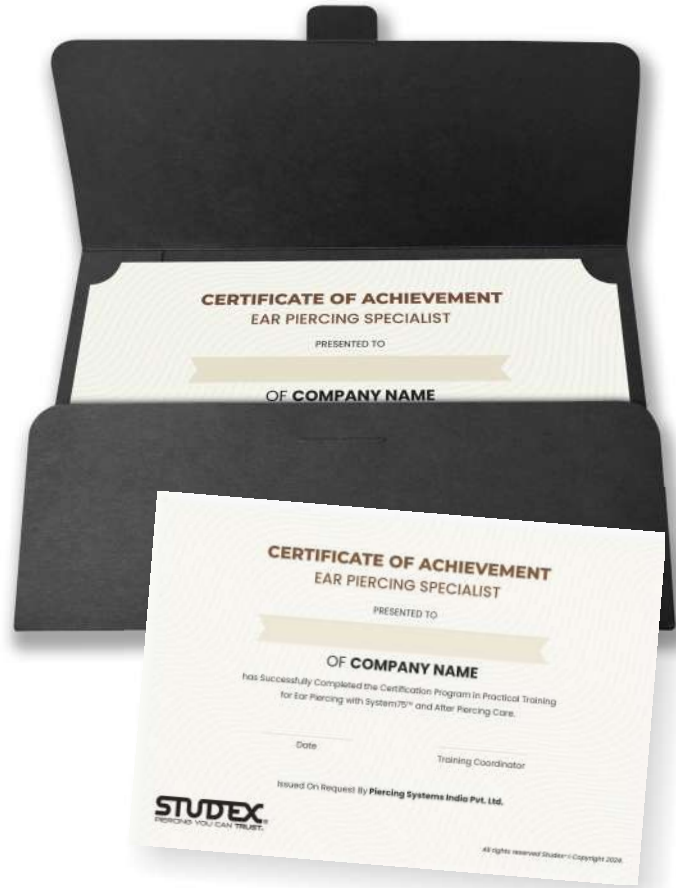 CERTIFICATE OF ACHIEVEMENT
EAR PIERCING SPECIALIST
PRESENTED TO
OF COMPANY NAME
CERTIFICATE OF ACHIEVEMENT
EAR PIERCING SPECIALIST
PRESENTED TO
OF COMPANY NAME
has Successfully Completed the Certification Program in Practical Training
for Ear Piercing with System75™ and After Piercing Care.
Date
Training Coordinator
Issued On Request By Piercing Systems India Pvt. Ltd.
STUDEX®
PIERCING YOU CAN TRUST.
All rights reserved Studex® © Copyright 2024.